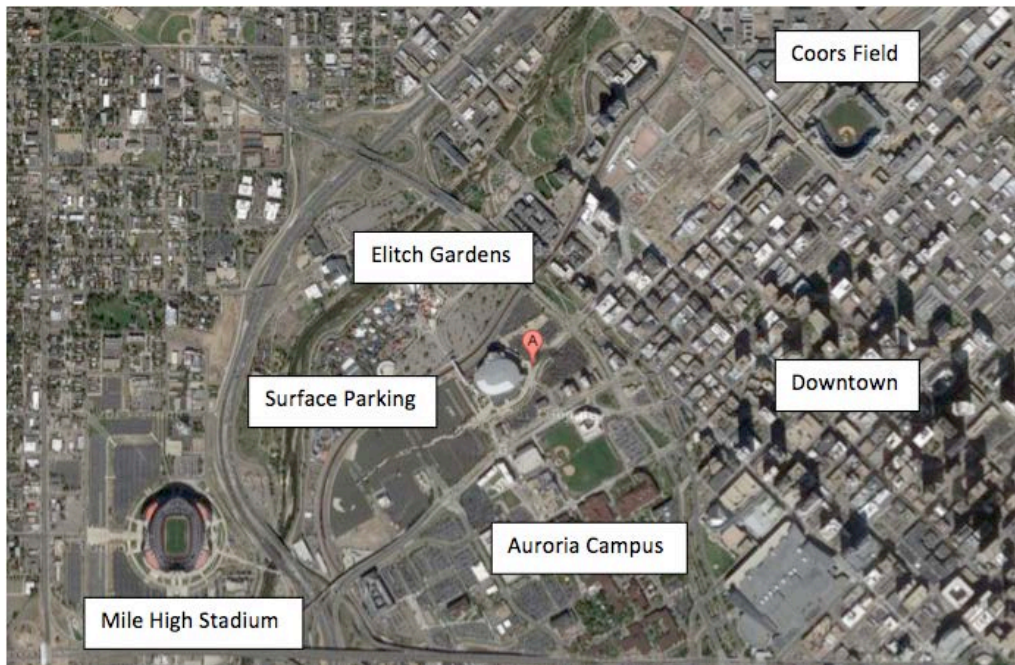 Coors Field
Elitch Gardens
A
Surface Parking
Downtown
Auroria Campus
Mile High Stadium